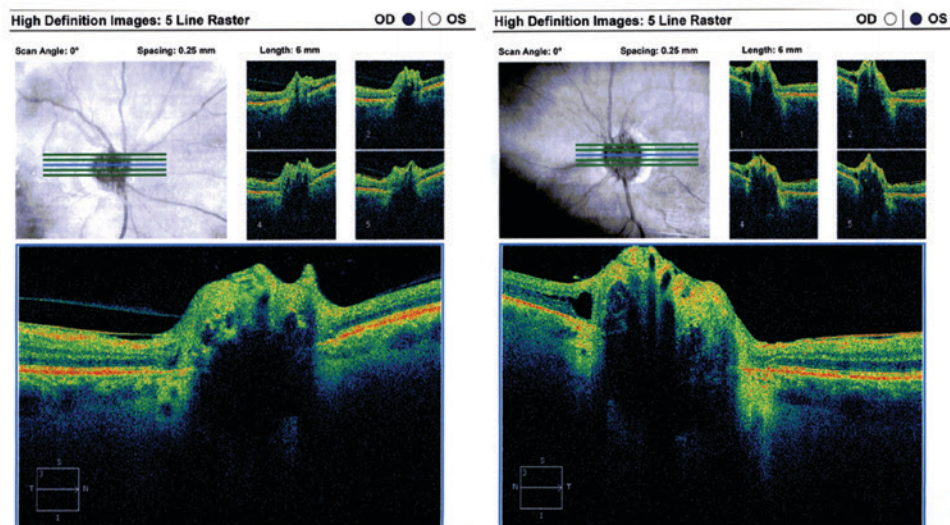 High Definition Images: 5 Line Raster OD OS
Scan Angle: 0° Spacing: 0.25 mm Length: 6 mm
1 2
4 5
3
S
T N
I
High Definition Images: 5 Line Raster OD OS
Scan Angle: 0° Spacing: 0.25 mm Length: 6 mm
1 2
4 5
3
S
N T
I